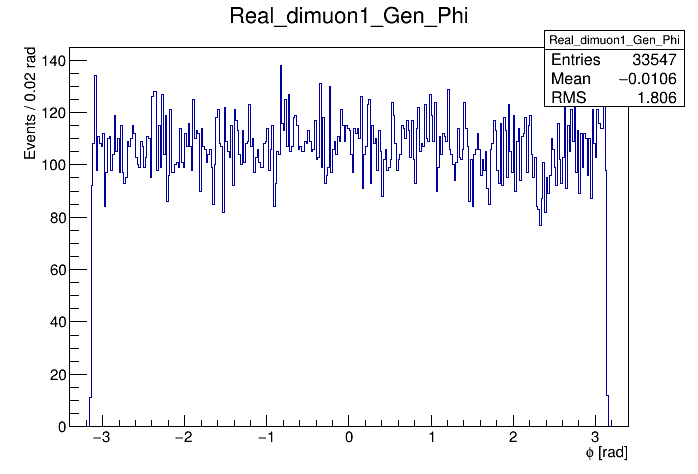 Real_dimuon1_Gen_Phi
Real_dimuon1_Gen_Phi
Entries 33547
Mean −0.0106
RMS 1.806
Events / 0.02 rad
140
120
100
80
60
40
20
0
−3 −2 −1 0 1 2 3
ϕ [rad]